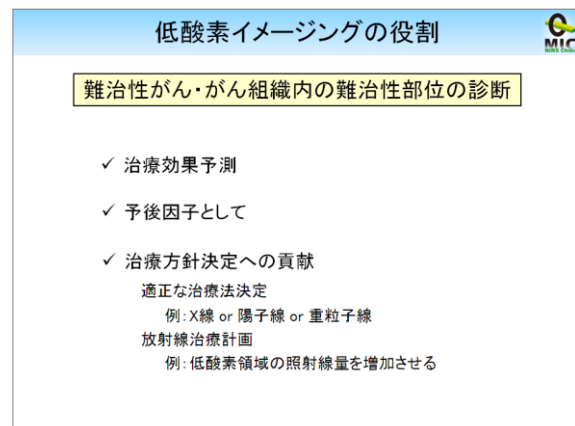 低酸素イメージングの役割
MIC
難治性がん・がん組織内の難治性部位の診断
✓ 治療効果予測
✓ 予後因子として
✓ 治療方針決定への貢献
適正な治療法決定
例：X線 or 陽子線 or 重粒子線
放射線治療計画
例：低酸素領域の照射線量を増加させる